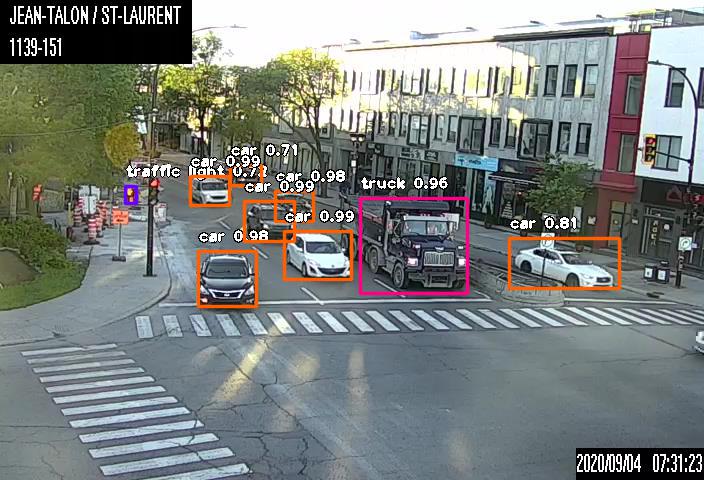 JEAN-TALON / ST-LAURENT
1139-151
car 0.71
car 0.99
traffic light 0.73
car 0.98
car 0.99
truck 0.96
car 0.99
car 0.81
car 0.98
2020/09/04 07:31:23